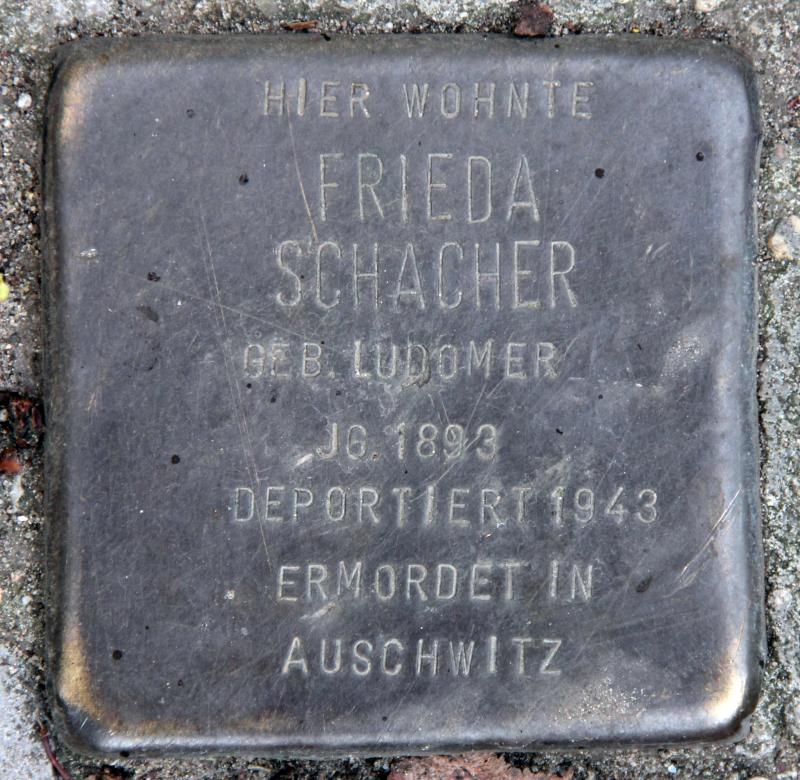 HIER WOHNTE
FRIEDA
SCHACHER
GEB. LUDOMER
JG. 1893
DEPORTIERT 1943
ERMORDET IN
AUSCHWITZ